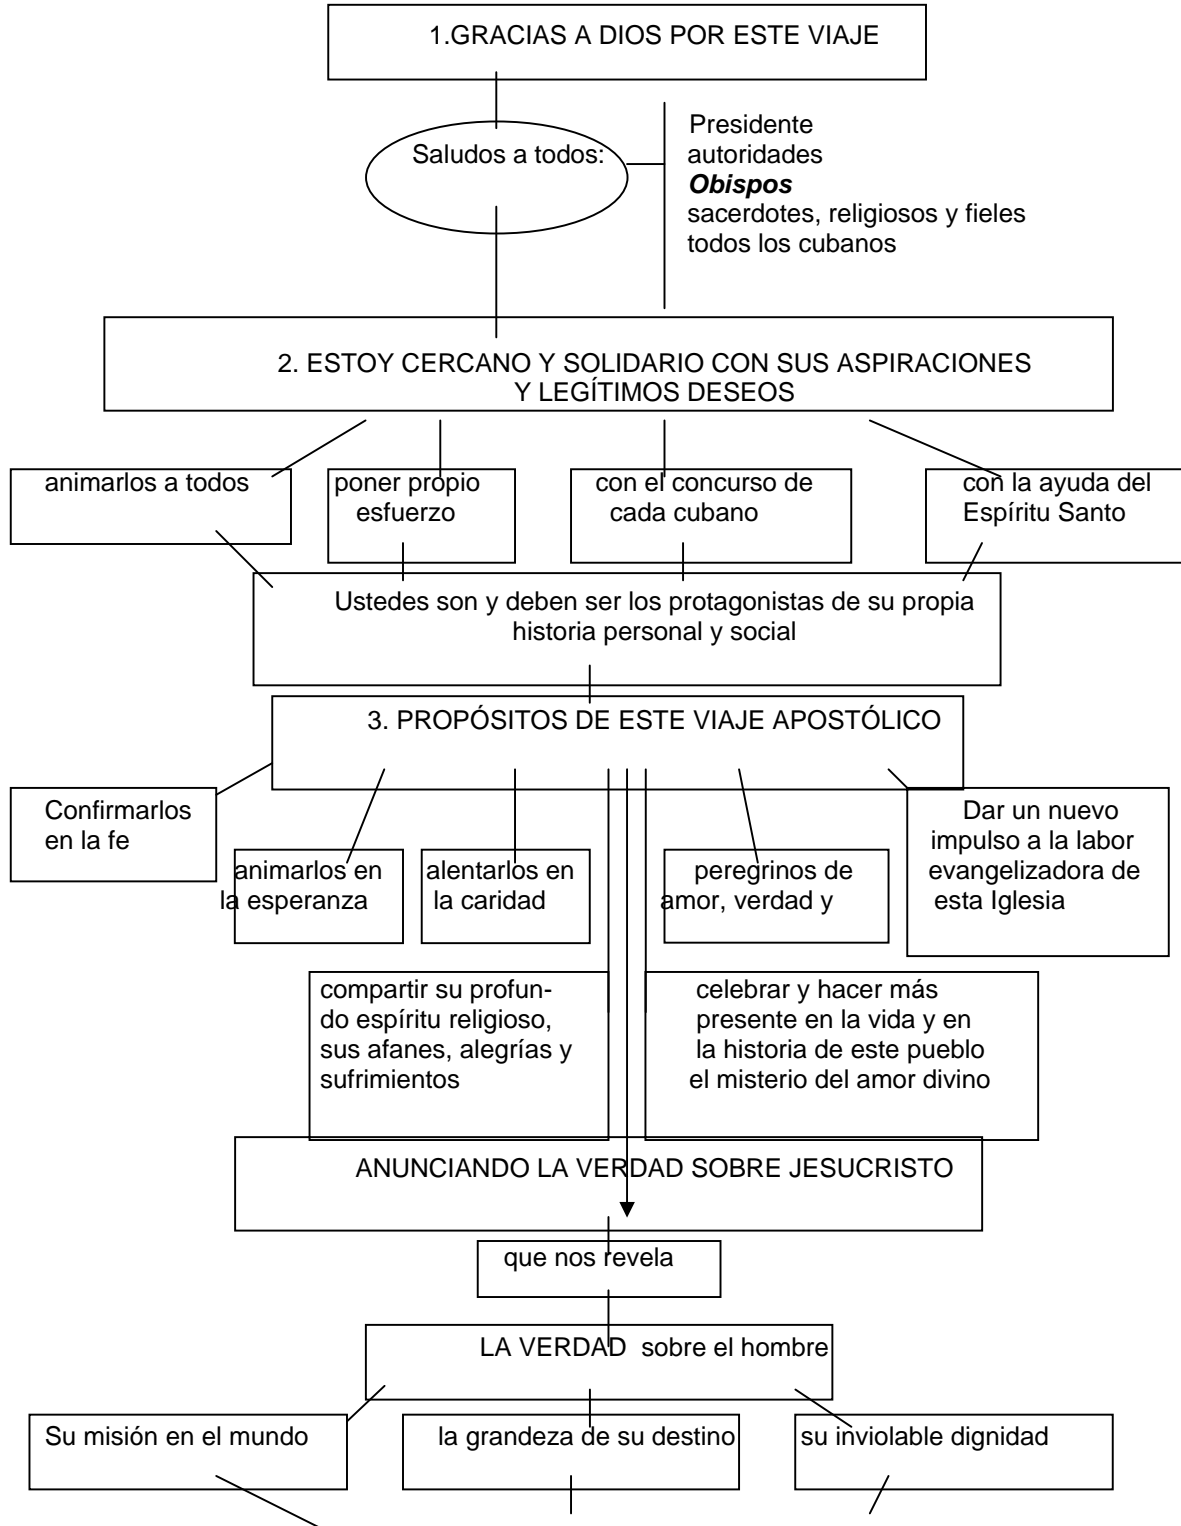 1.GRACIAS A DIOS POR ESTE VIAJE
Saludos a todos:
Presidente
autoridades
Obispos
sacerdotes, religiosos y fieles
todos los cubanos
2. ESTOY CERCANO Y SOLIDARIO CON SUS ASPIRACIONES
Y LEGÍTIMOS DESEOS
animarlos a todos
poner propio
esfuerzo
con el concurso de
cada cubano
con la ayuda del
Espíritu Santo
Ustedes son y deben ser los protagonistas de su propia
historia personal y social
3. PROPÓSITOS DE ESTE VIAJE APOSTÓLICO
Confirmarlos
en la fe
animarlos en
la esperanza
alentarlos en
la caridad
peregrinos de
amor, verdad y
Dar un nuevo
impulso a la labor
evangelizadora de
esta Iglesia
compartir su profun-
do espíritu religioso,
sus afanes, alegrías y
sufrimientos
celebrar y hacer más
presente en la vida y en
la historia de este pueblo
el misterio del amor divino
ANUNCIANDO LA VERDAD SOBRE JESUCRISTO
que nos revela
LA VERDAD  sobre el hombre
Su misión en el mundo
la grandeza de su destino
su inviolable dignidad